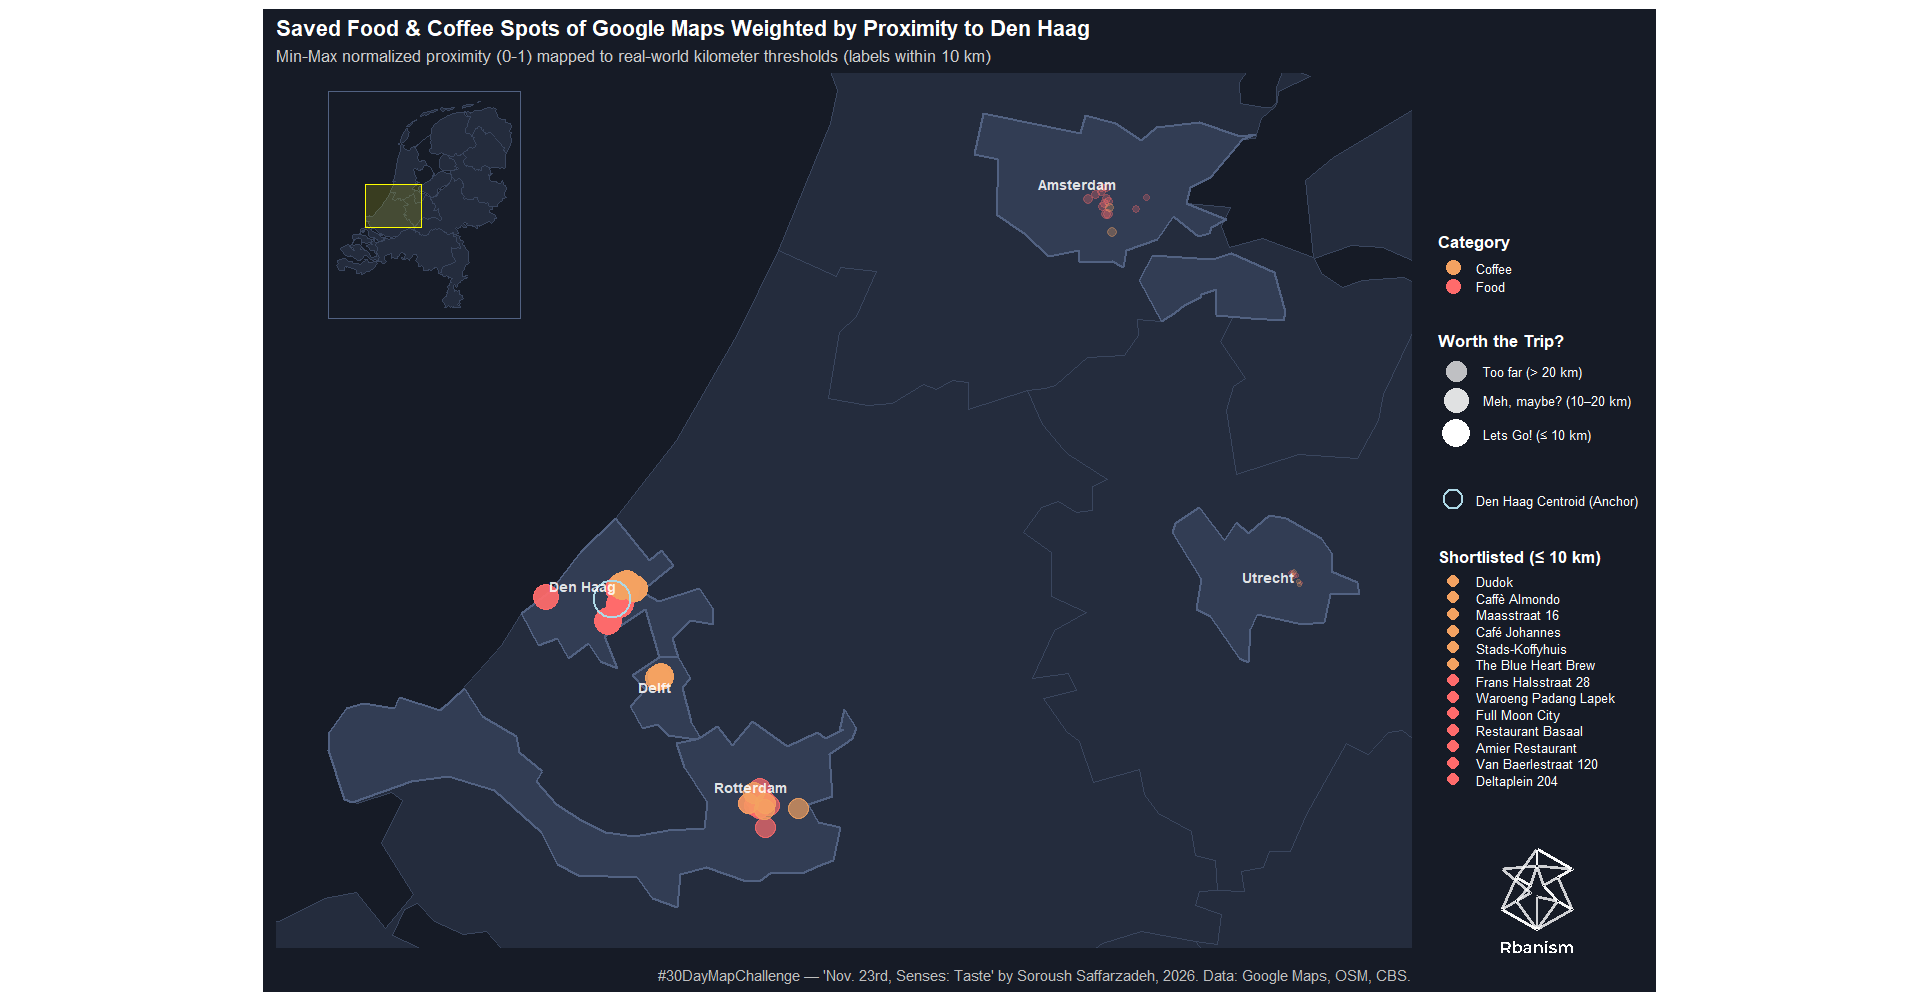 Saved Food & Coffee Spots of Google Maps Weighted by Proximity to Den Haag
Min-Max normalized proximity (0-1) mapped to real-world kilometer thresholds (labels within 10 km)
Amsterdam
Den Haag
Delft
Rotterdam
Utrecht
Category
Coffee
Food
Worth the Trip?
Too far (> 20 km)
Meh, maybe? (10–20 km)
Lets Go! (≤ 10 km)
Den Haag Centroid (Anchor)
Shortlisted (≤ 10 km)
Dudok
Caffè Almondo
Maasstraat 16
Café Johannes
Stads-Koffyhuis
The Blue Heart Brew
Frans Halsstraat 28
Waroeng Padang Lapek
Full Moon City
Restaurant Basaal
Amier Restaurant
Van Baerlestraat 120
Deltaplein 204
Rbanism
#30DayMapChallenge — 'Nov. 23rd, Senses: Taste' by Soroush Saffarzadeh, 2026. Data: Google Maps, OSM, CBS.